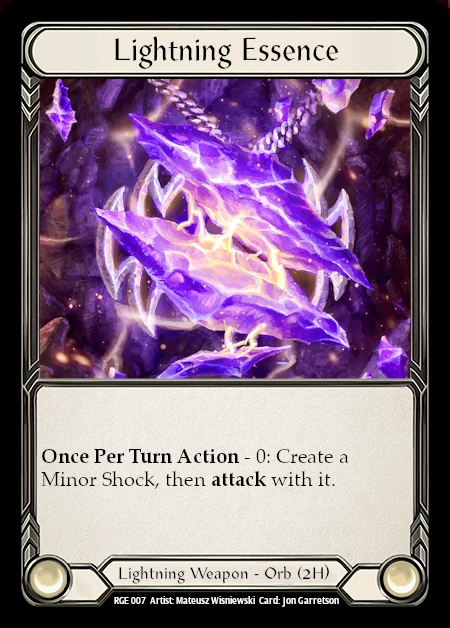 Lightning Essence
Once Per Turn Action - 0: Create a
Minor Shock, then attack with it.
Lightning Weapon - Orb (2H)
RGE 007 Artist: Mateusz Wisniewski Card: Jon Garretson